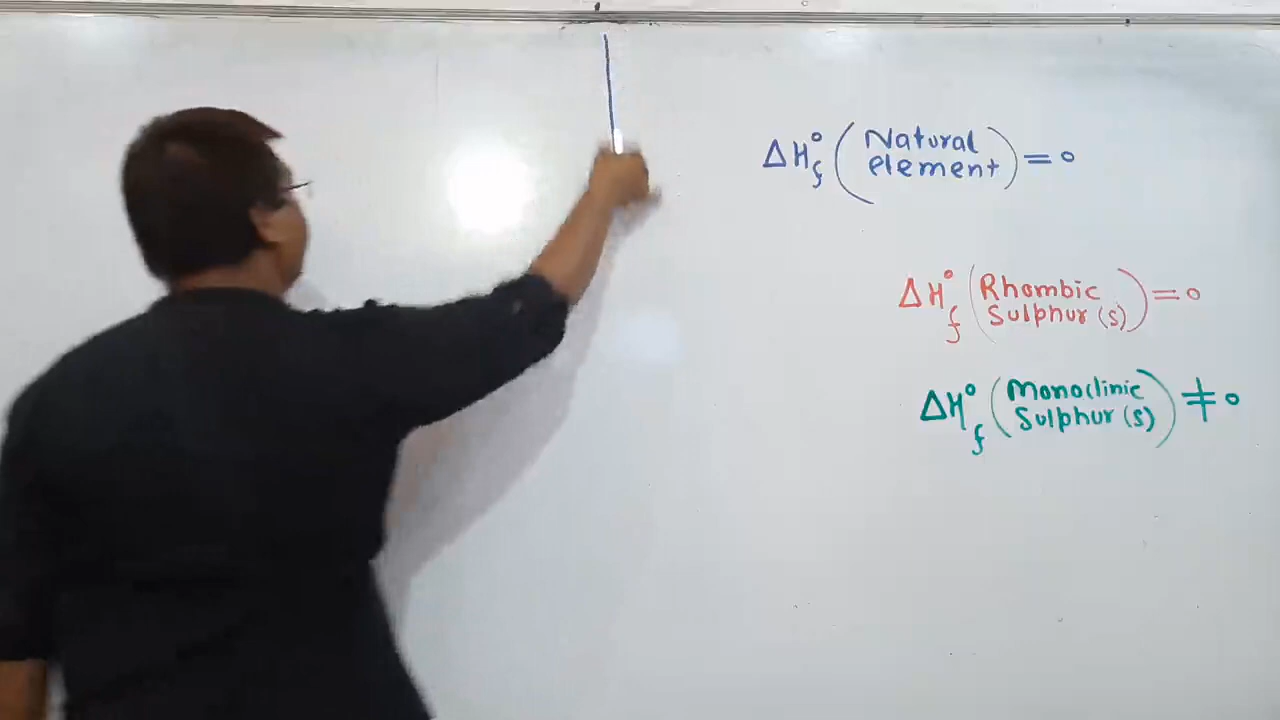 ΔH°f (Natural element) = 0
ΔH°f (Rhombic Sulphur (s)) = 0
ΔH°f (Monoclinic Sulphur (s)) ≠ 0